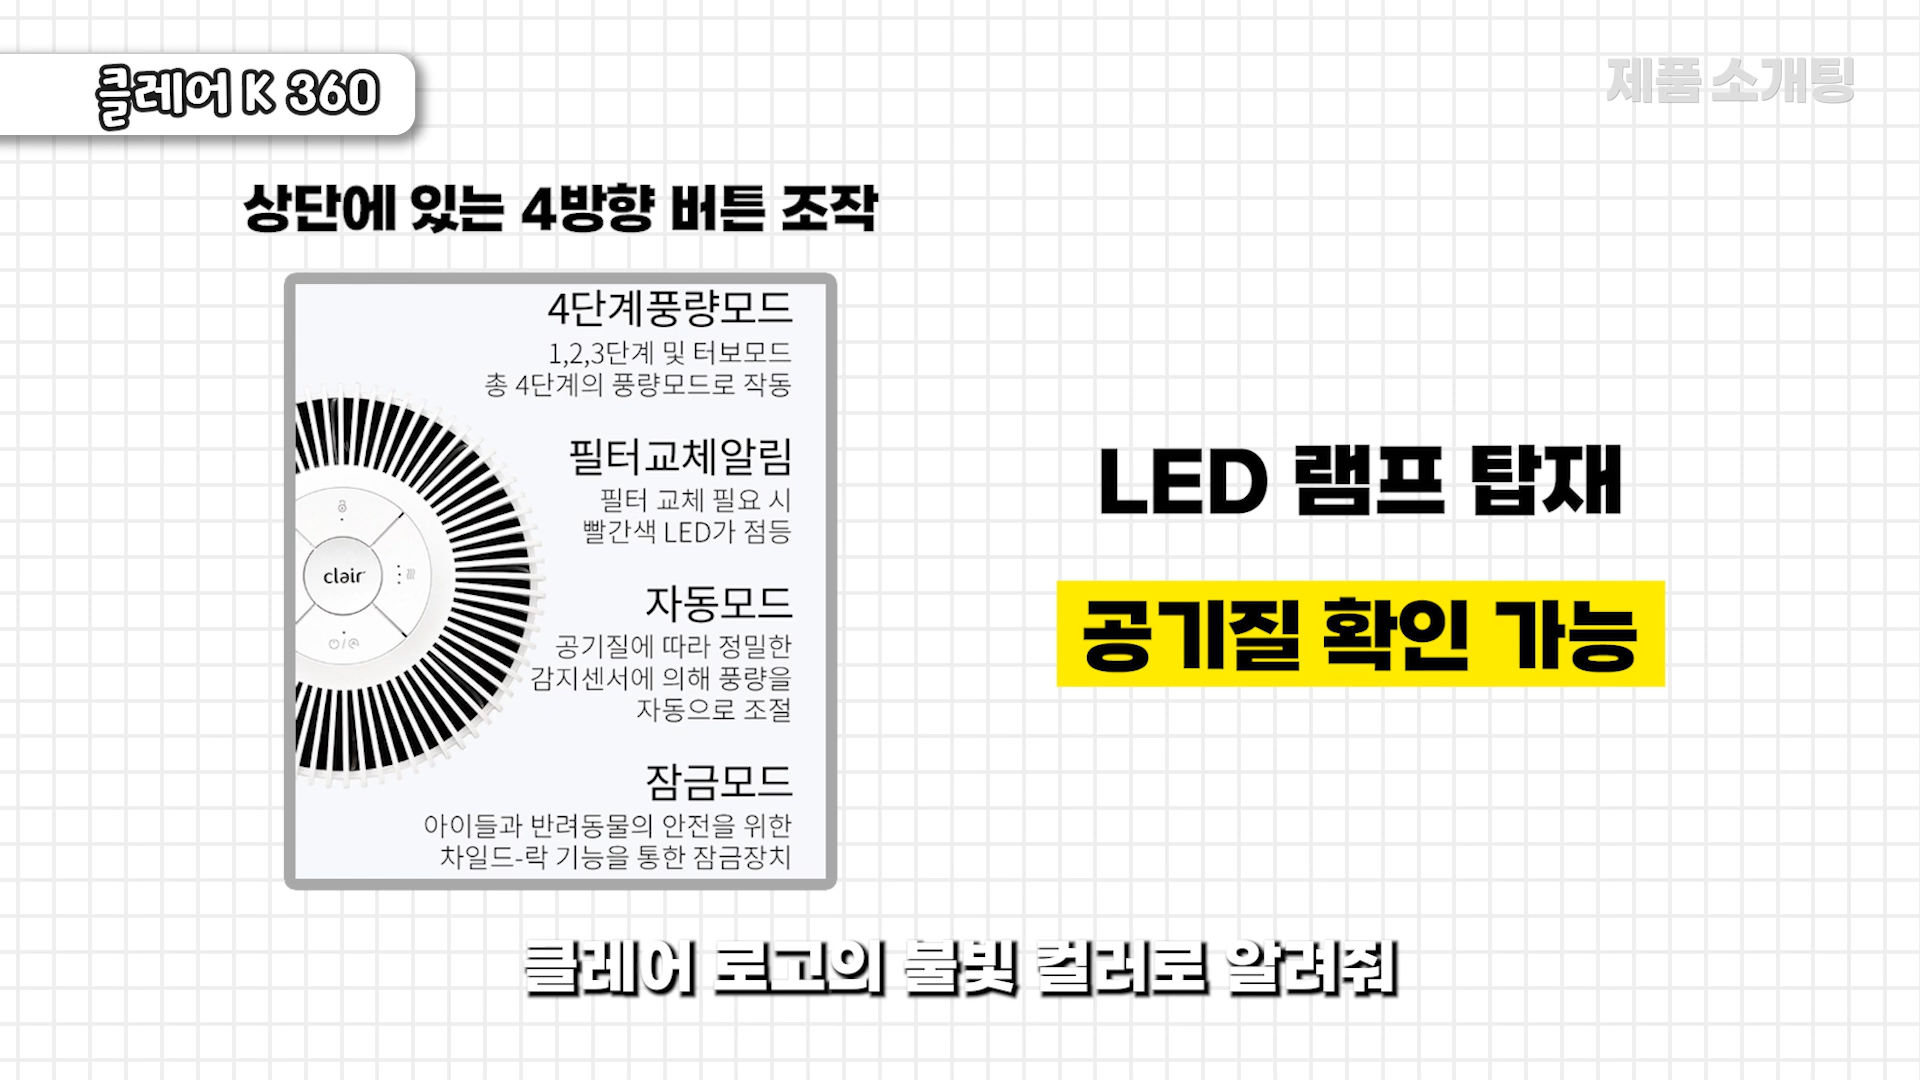 클레어 K 360
제품 소개팅
상단에 있는 4방향 버튼 조작
4단계풍량모드
1,2,3단계 및 터보모드
총 4단계의 풍량모드로 작동
필터교체알림
필터 교체 필요 시
빨간색 LED가 점등
clair
자동모드
공기질에 따라 정밀한
감지센서에 의해 풍량을
자동으로 조절
잠금모드
아이들과 반려동물의 안전을 위한
차일드-락 기능을 통한 잠금장치
LED 램프 탑재
공기질 확인 가능
클레어 로고의 불빛 컬러로 알려줘